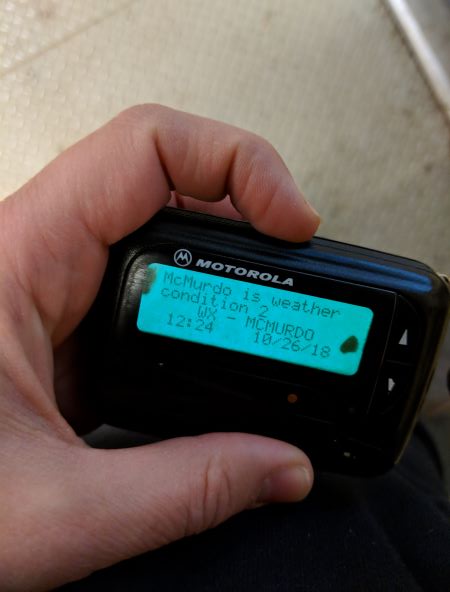 MOTOROLA
McMurdo is weather
condition 2
WX - MCMURDO
12:24 10/26/18